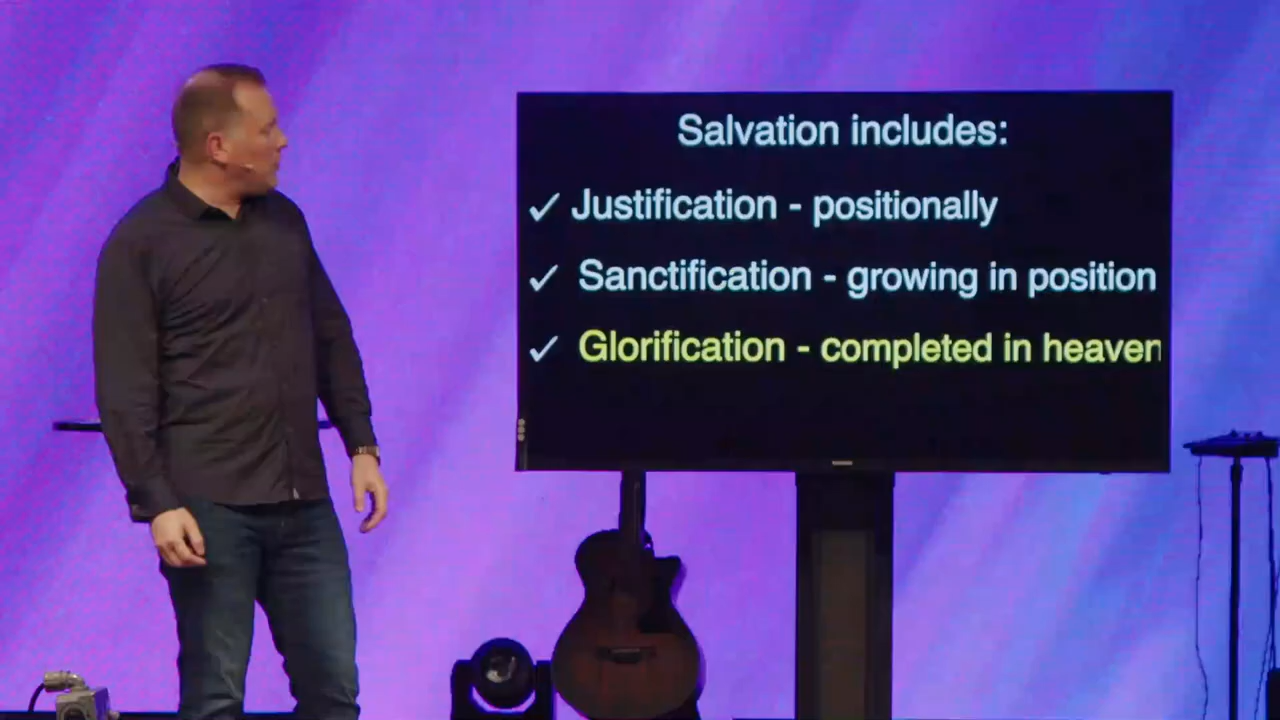 Salvation includes:
✓ Justification - positionally
✓ Sanctification - growing in position
✓ Glorification - completed in heaven